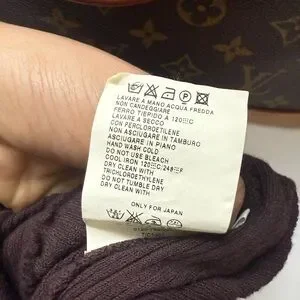 LAVARE A MANO ACQUA FREDDA
NON CANDEGGIARE
FERRO TIEPIDO A 120°C
LAVARE A SECCO
CON PERCLOROETILENE
NON ASCIUGARE IN TAMBURO
ASCIUGARE IN PIANO
HAND WASH COLD
DO NOT USE BLEACH
COOL IRON 120°C/248°F
DRY CLEAN WITH
TRICHLOROETHYLENE
DO NOT TUMBLE DRY
DRY CLEAN WITH
ONLY FOR JAPAN